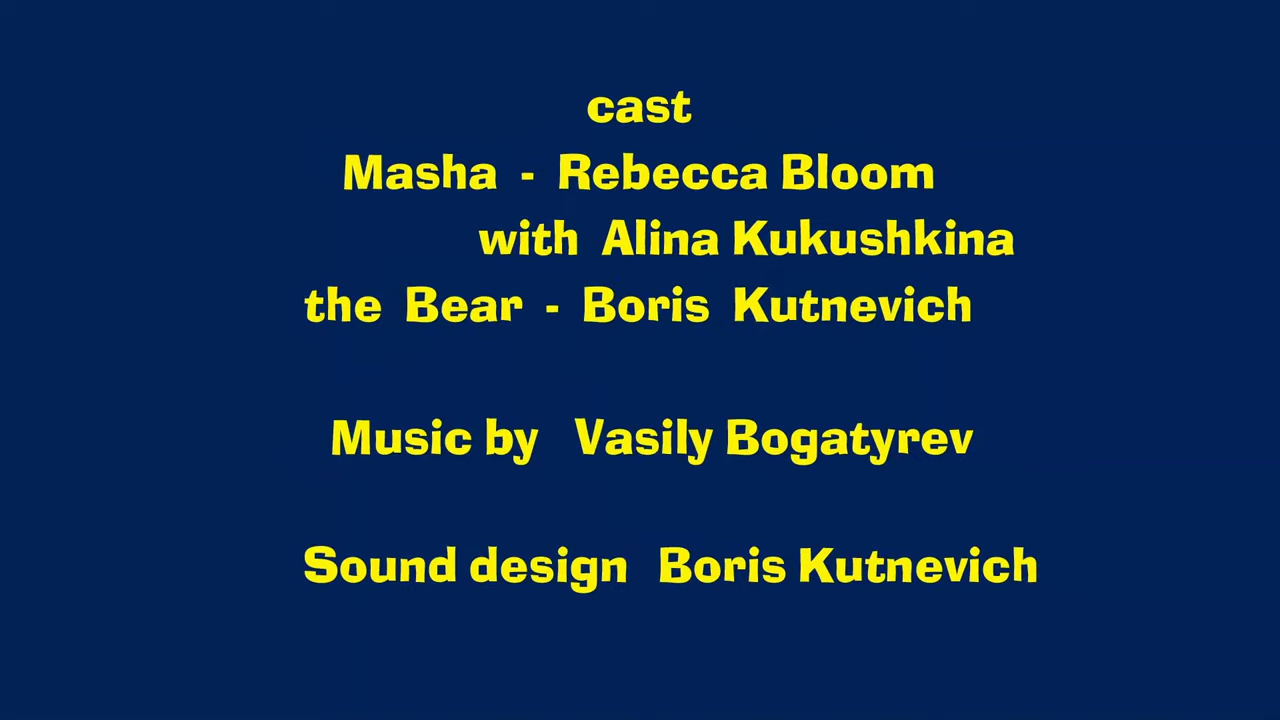 cast
Masha - Rebecca Bloom
with Alina Kukushkina
the Bear - Boris Kutnevich
Music by Vasily Bogatyrev
Sound design Boris Kutnevich